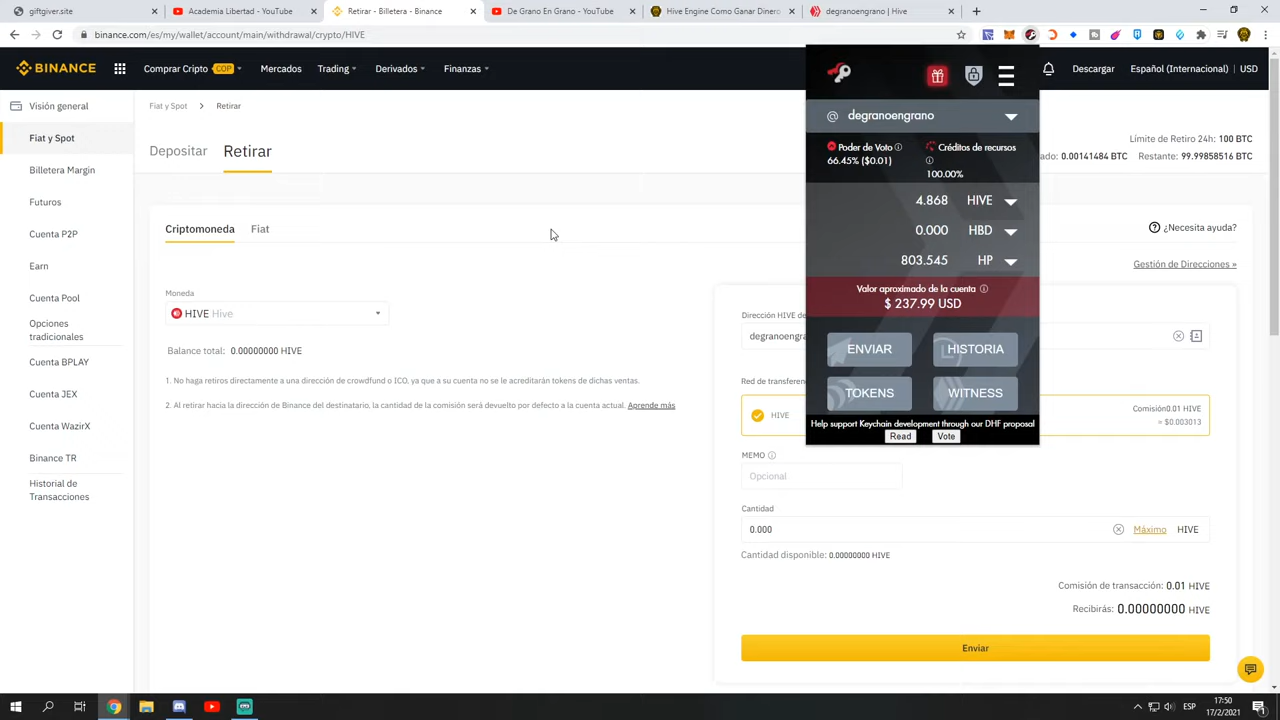 giftgiver.site
Academia Libertad - YouTube
Retirar - Billetera - Binance
De Grano En Grano - YouTube
Hive Engine Como Ganar Dinero
degranoengrano | Hive
binance.com/es/my/wallet/account/main/withdrawal/crypto/HIVE
BINANCE
Comprar Cripto COP
Mercados
Trading
Derivados
Finanzas
Descargar
Español (Internacional)
USD
Visión general
Fiat y Spot
Billetera Margin
Futuros
Cuenta P2P
Earn
Cuenta Pool
Opciones
tradicionales
Cuenta BPLAY
Cuenta JEX
Cuenta WazirX
Binance TR
Historial de
Transacciones
Fiat y Spot > Retirar
Depositar
Retirar
Límite de Retiro 24h: 100 BTC
0.00141484 BTC Restante: 99.99858516 BTC
Criptomoneda
Fiat
¿Necesita ayuda?
Gestión de Direcciones »
Moneda
HIVE Hive
Balance total: 0.00000000 HIVE
1. No haga retiros directamente a una dirección de crowdfund o ICO, ya que a su cuenta no se le acreditarán tokens de dichas ventas.
2. Al retirar hacia la dirección de Binance del destinatario, la cantidad de la comisión será devuelto por defecto a la cuenta actual. Aprende más
@ degranoengrano
Poder de Voto
66.45% ($0.01)
Créditos de recursos
100.00%
4.868 HIVE
0.000 HBD
803.545 HP
Valor aproximado de la cuenta
$ 237.99 USD
ENVIAR
HISTORIA
TOKENS
WITNESS
Help support Keychain development through our DHF proposal
Read
Vote
Dirección HIVE de
degranoengra
Red de transferen
HIVE
Comisión0.01 HIVE
≈ $0.003013
MEMO
Opcional
Cantidad
0.000
Máximo
HIVE
Cantidad disponible: 0.00000000 HIVE
Comisión de transacción: 0.01 HIVE
Recibirás: 0.00000000 HIVE
Enviar
ESP
17:50
17/2/2021